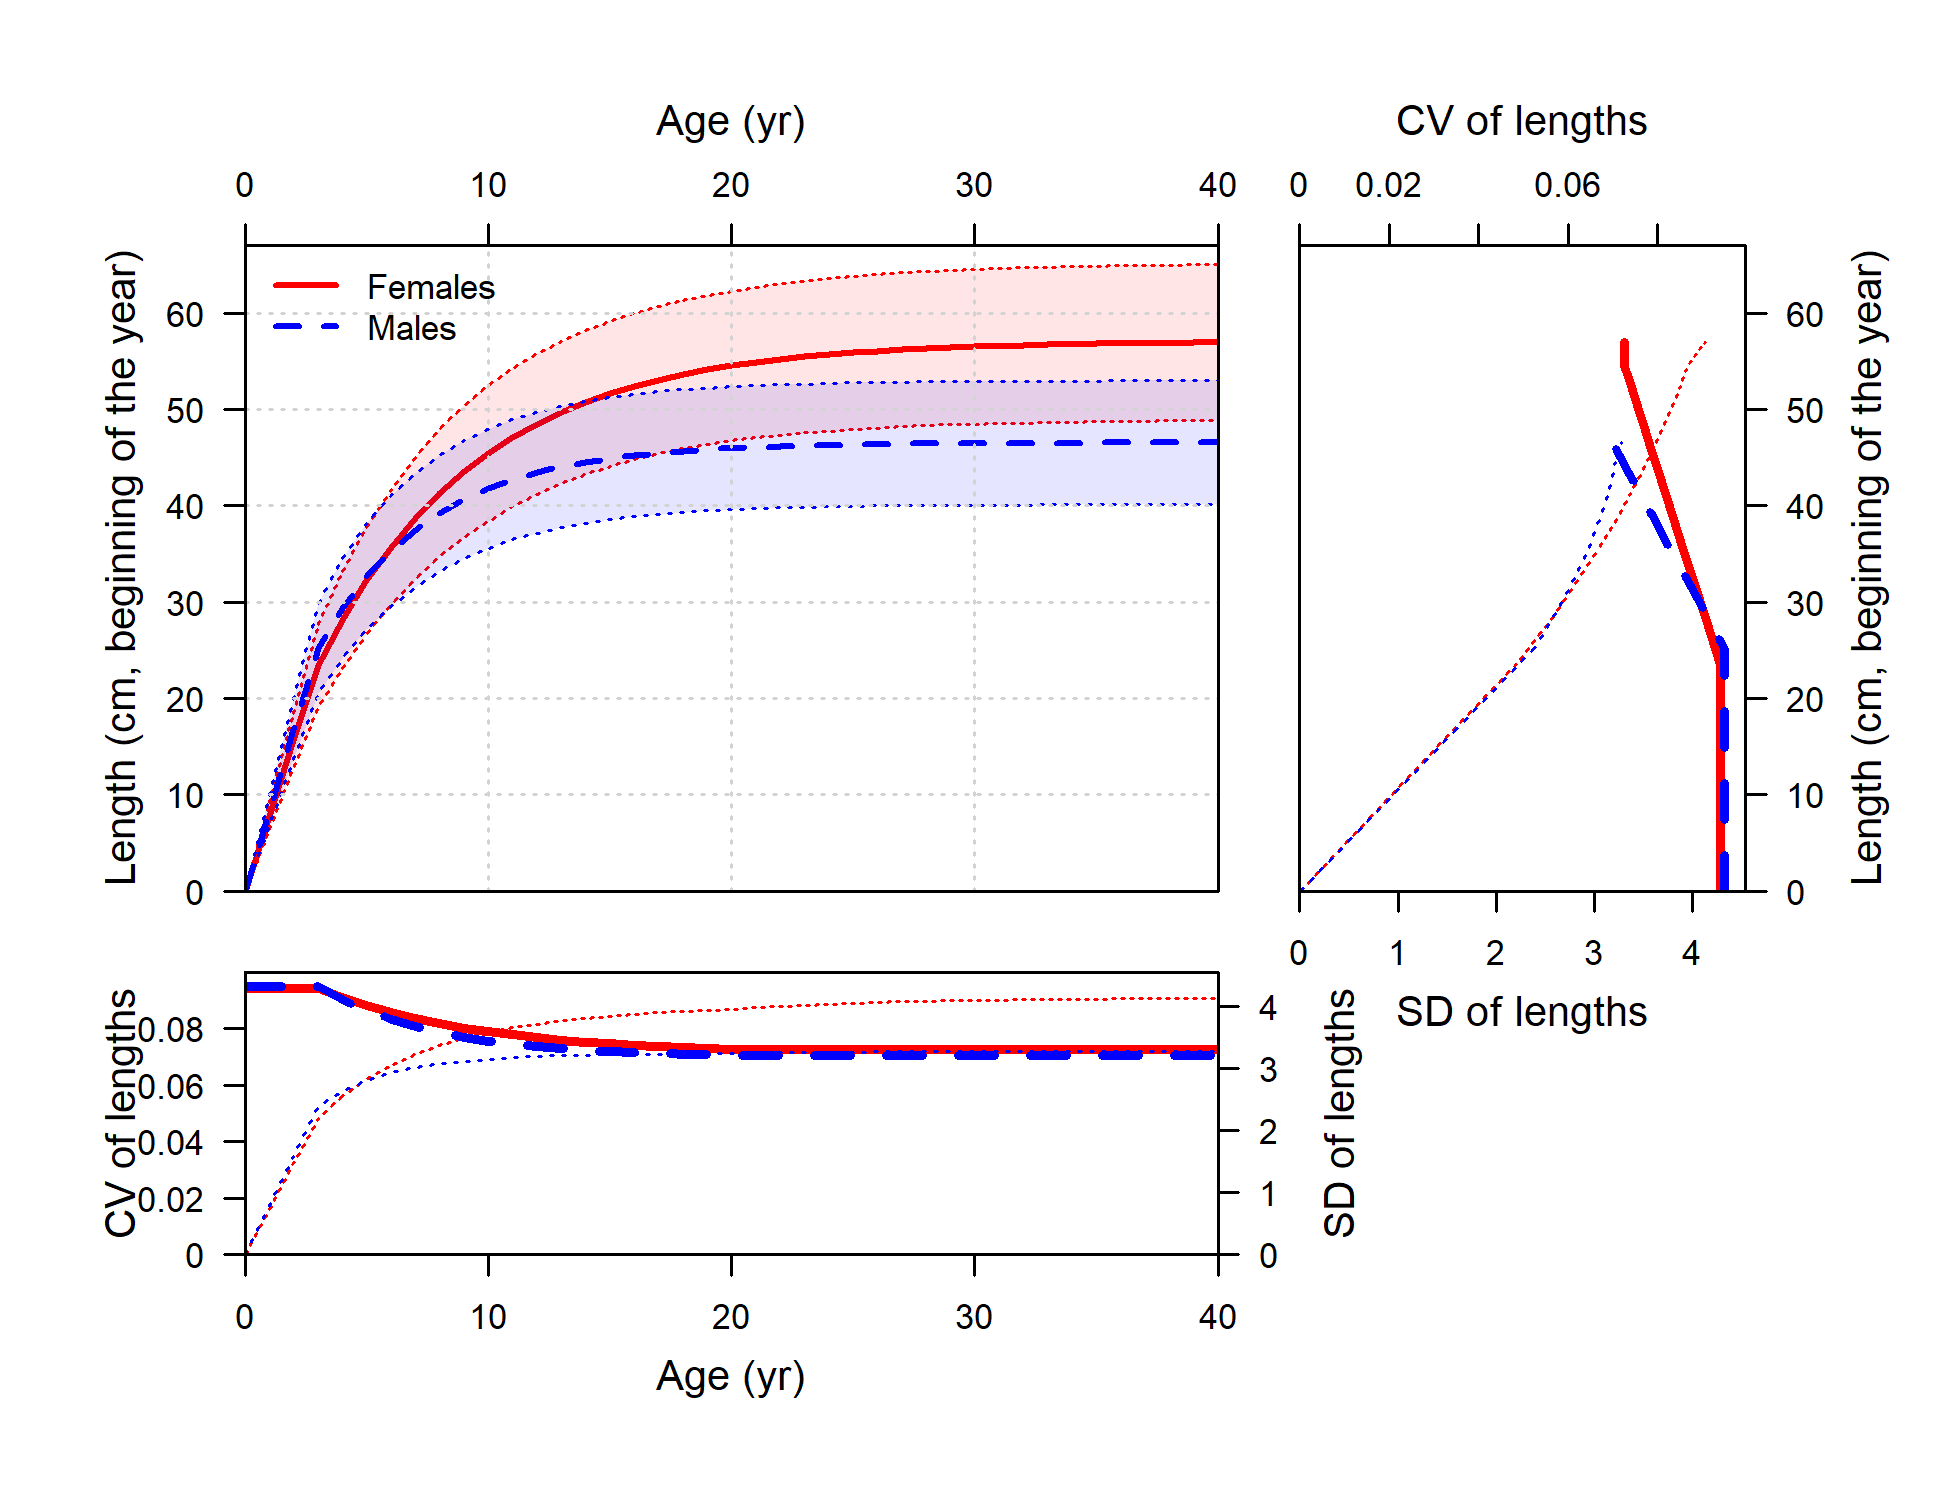 Age (yr)
CV of lengths
0 10 20 30 40
0 0.02 0.06
Length (cm, beginning of the year)
60
50
40
30
20
10
0
Females
Males
60
50
40
30
20
10
0
Length (cm, beginning of the year)
0 1 2 3 4
SD of lengths
CV of lengths
0.08
0.06
0.04
0.02
0
4
3
2
1
0
SD of lengths
0 10 20 30 40
Age (yr)